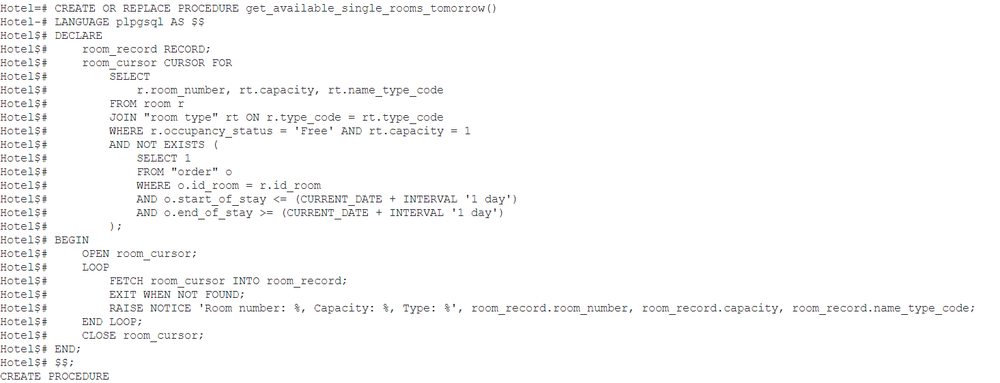 Hotel=# CREATE OR REPLACE PROCEDURE get_available_single_rooms_tomorrow()
Hotel-# LANGUAGE plpgsql AS $$
Hotel$# DECLARE
Hotel$#     room_record RECORD;
Hotel$#     room_cursor CURSOR FOR
Hotel$#         SELECT
Hotel$#             r.room_number, rt.capacity, rt.name_type_code
Hotel$#         FROM room r
Hotel$#         JOIN "room type" rt ON r.type_code = rt.type_code
Hotel$#         WHERE r.occupancy_status = 'Free' AND rt.capacity = 1
Hotel$#         AND NOT EXISTS (
Hotel$#             SELECT 1
Hotel$#             FROM "order" o
Hotel$#             WHERE o.id_room = r.id_room
Hotel$#             AND o.start_of_stay <= (CURRENT_DATE + INTERVAL '1 day')
Hotel$#             AND o.end_of_stay >= (CURRENT_DATE + INTERVAL '1 day')
Hotel$#         );
Hotel$# BEGIN
Hotel$#     OPEN room_cursor;
Hotel$#     LOOP
Hotel$#         FETCH room_cursor INTO room_record;
Hotel$#         EXIT WHEN NOT FOUND;
Hotel$#         RAISE NOTICE 'Room number: %, Capacity: %, Type: %', room_record.room_number, room_record.capacity, room_record.name_type_code;
Hotel$#     END LOOP;
Hotel$#     CLOSE room_cursor;
Hotel$# END;
Hotel$# $$;
CREATE PROCEDURE